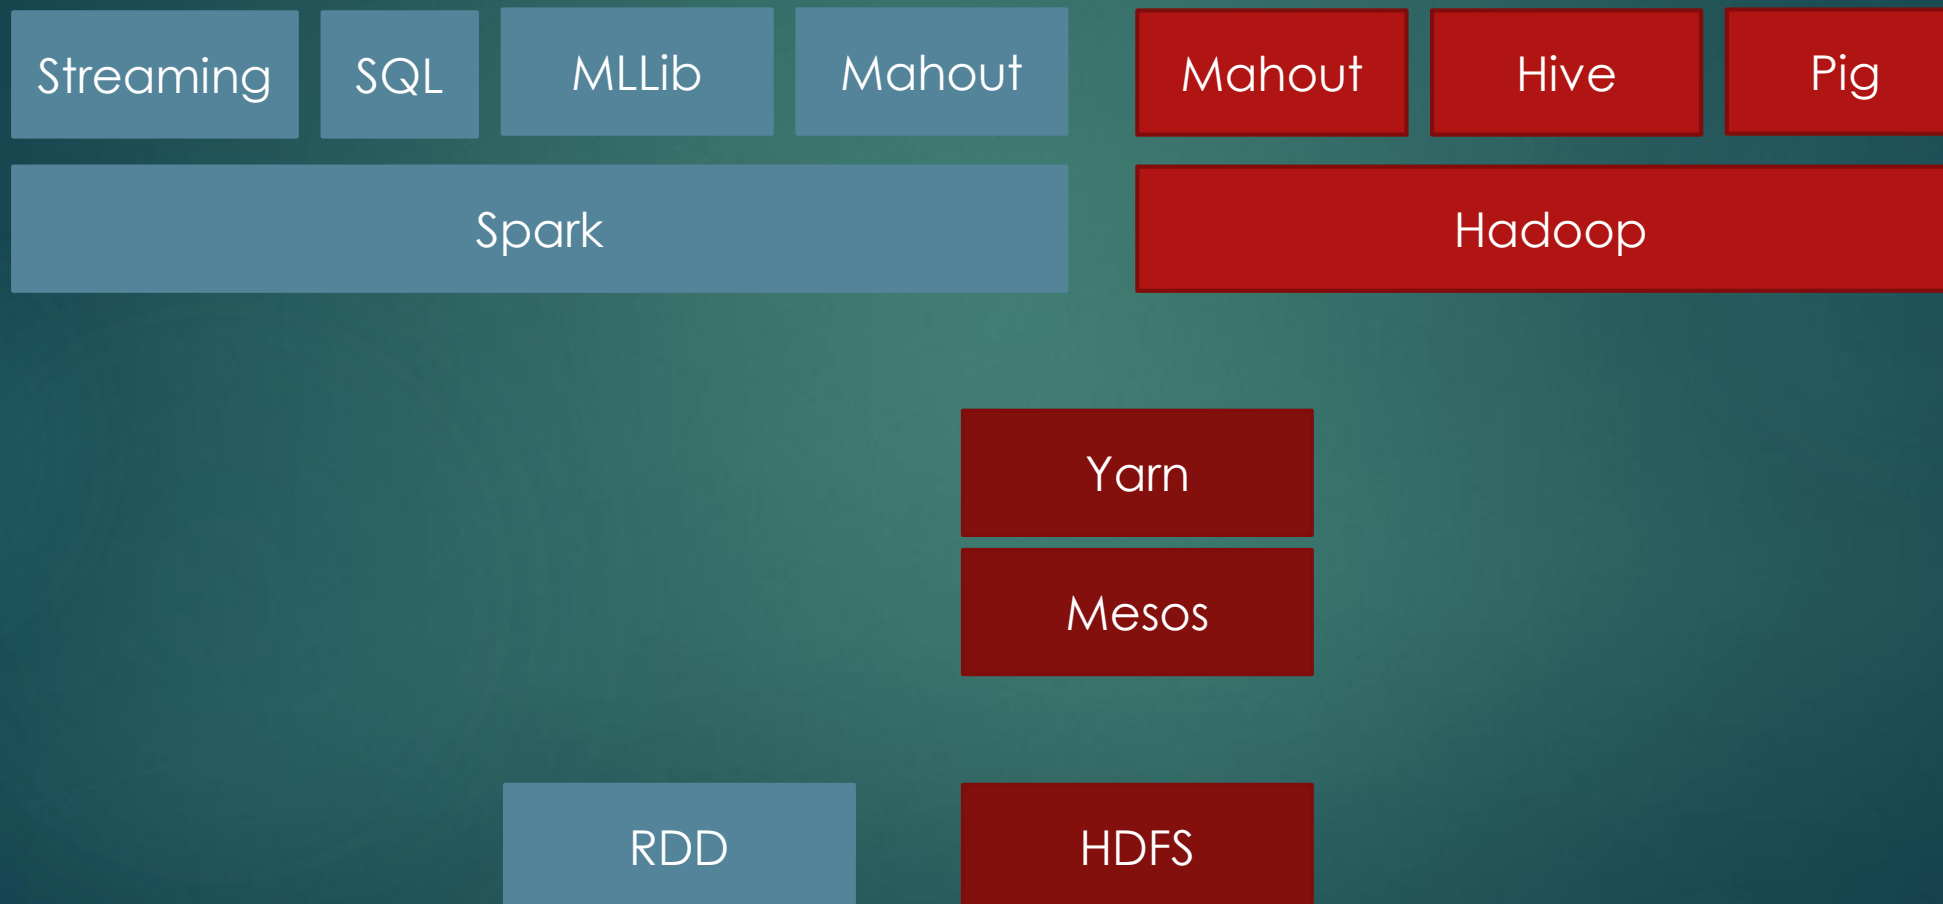 Streaming
SQL
MLLib
Mahout
Mahout
Hive
Pig
Spark
Hadoop
Yarn
Mesos
RDD
HDFS